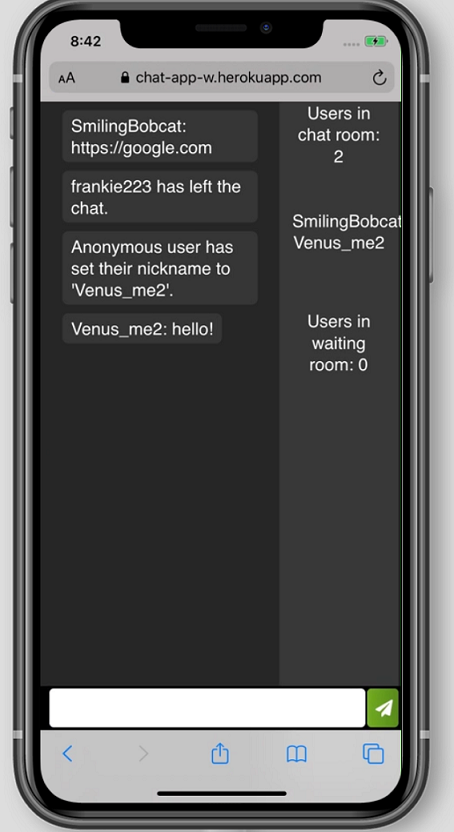 8:42
AA chat-app-w.herokuapp.com
SmilingBobcat:
https://google.com
frankie223 has left the
chat.
Anonymous user has
set their nickname to
'Venus_me2'.
Venus_me2: hello!
Users in
chat room:
2
SmilingBobcat
Venus_me2
Users in
waiting
room: 0